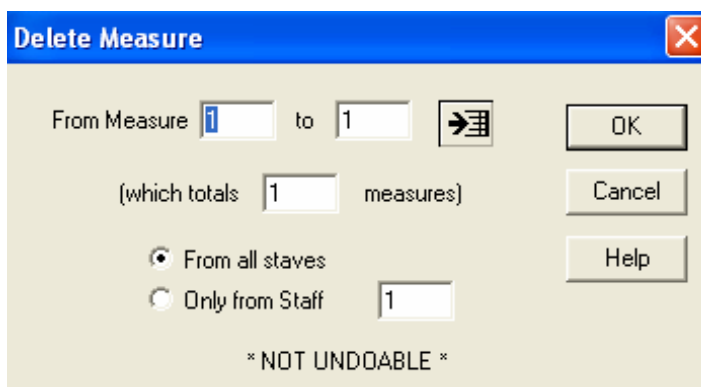 Delete Measure
From Measure 1 to 1
OK
(which totals 1 measures)
Cancel
From all staves
Help
Only from Staff 1
* NOT UNDOABLE *